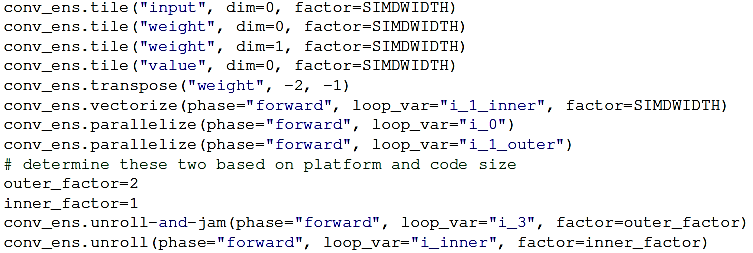 conv_ens.tile("input", dim=0, factor=SIMDWIDTH)
conv_ens.tile("weight", dim=0, factor=SIMDWIDTH)
conv_ens.tile("weight", dim=1, factor=SIMDWIDTH)
conv_ens.tile("value", dim=0, factor=SIMDWIDTH)
conv_ens.transpose("weight", -2, -1)
conv_ens.vectorize(phase="forward", loop_var="i_1_inner", factor=SIMDWIDTH)
conv_ens.parallelize(phase="forward", loop_var="i_0")
conv_ens.parallelize(phase="forward", loop_var="i_1_outer")
# determine these two based on platform and code size
outer_factor=2
inner_factor=1
conv_ens.unroll-and-jam(phase="forward", loop_var="i_3", factor=outer_factor)
conv_ens.unroll(phase="forward", loop_var="i_inner", factor=inner_factor)